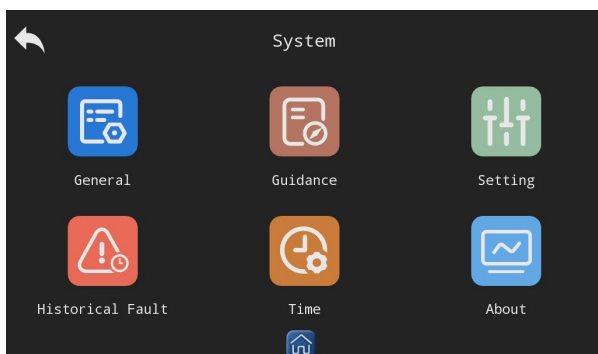 System
General
Guidance
Setting
Historical Fault
Time
About